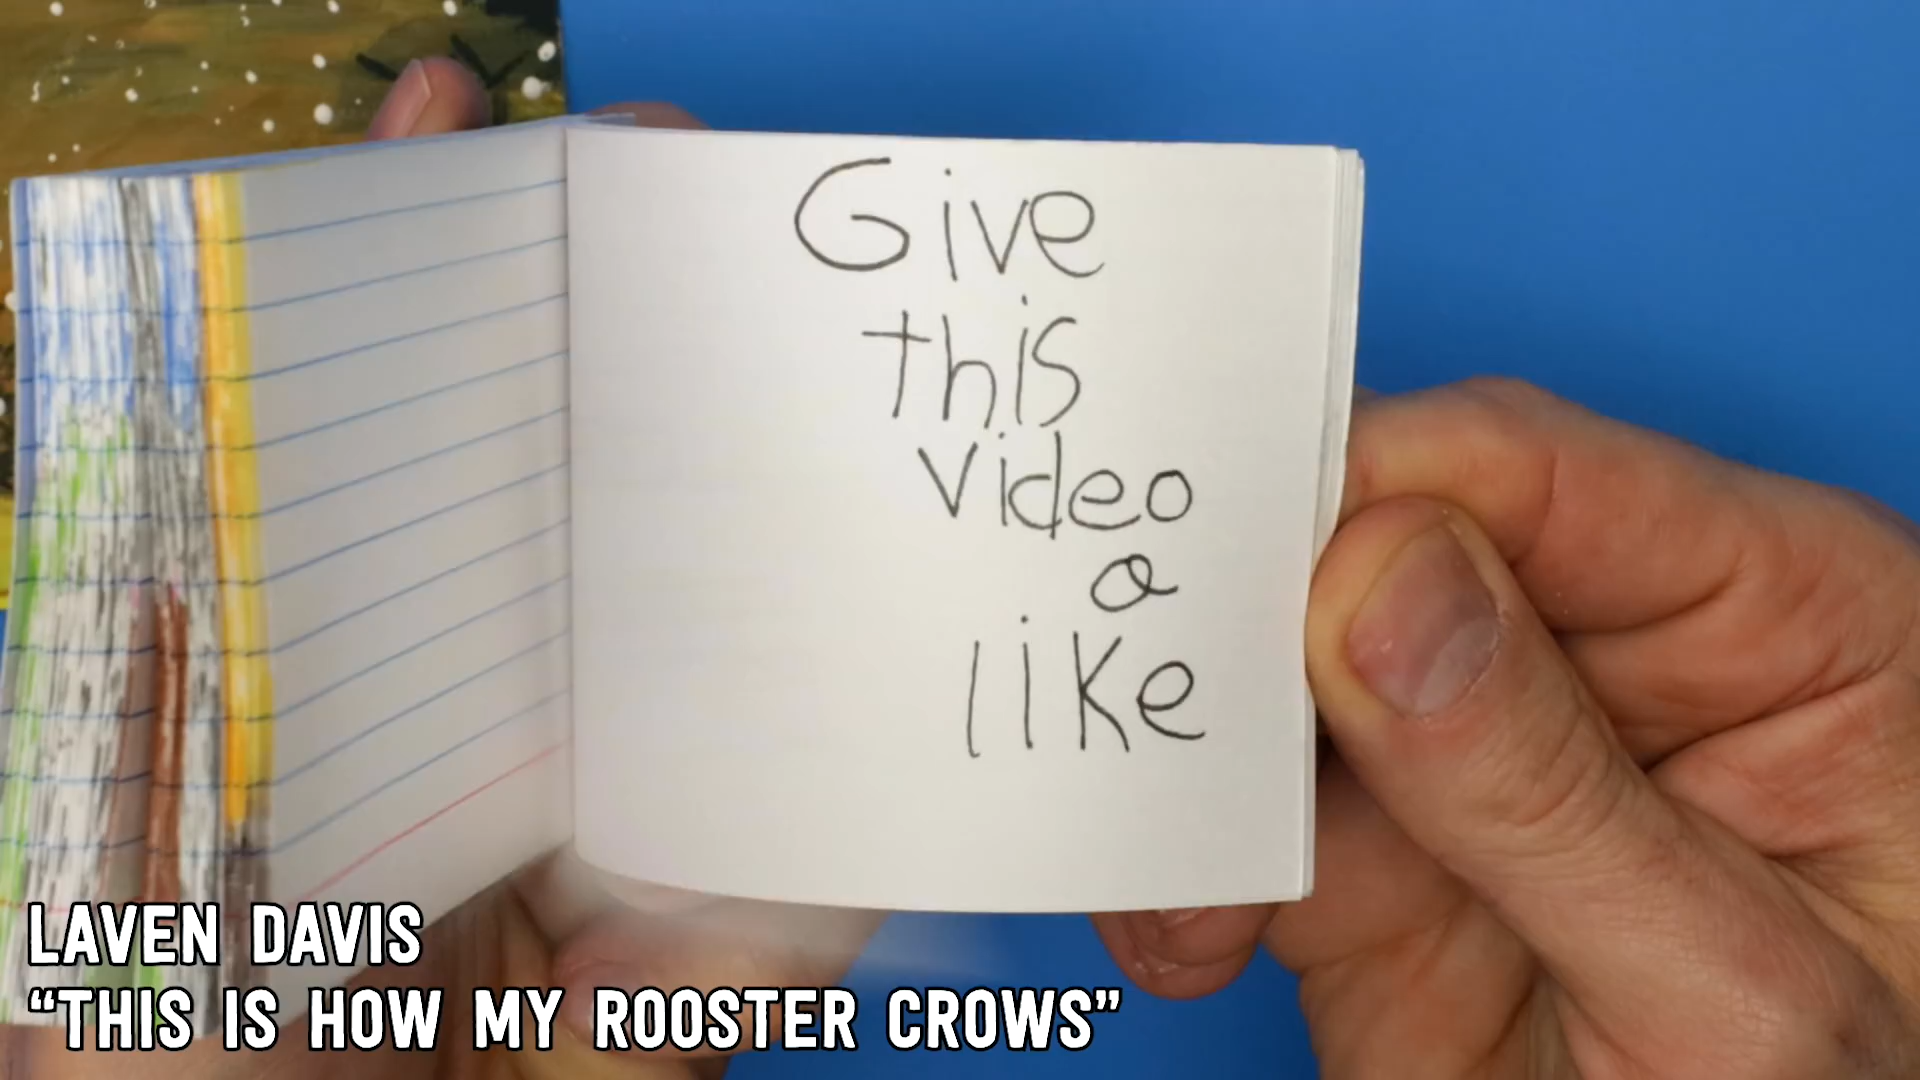 Give
this
video
a
like
LAVEN DAVIS
“THIS IS HOW MY ROOSTER CROWS”